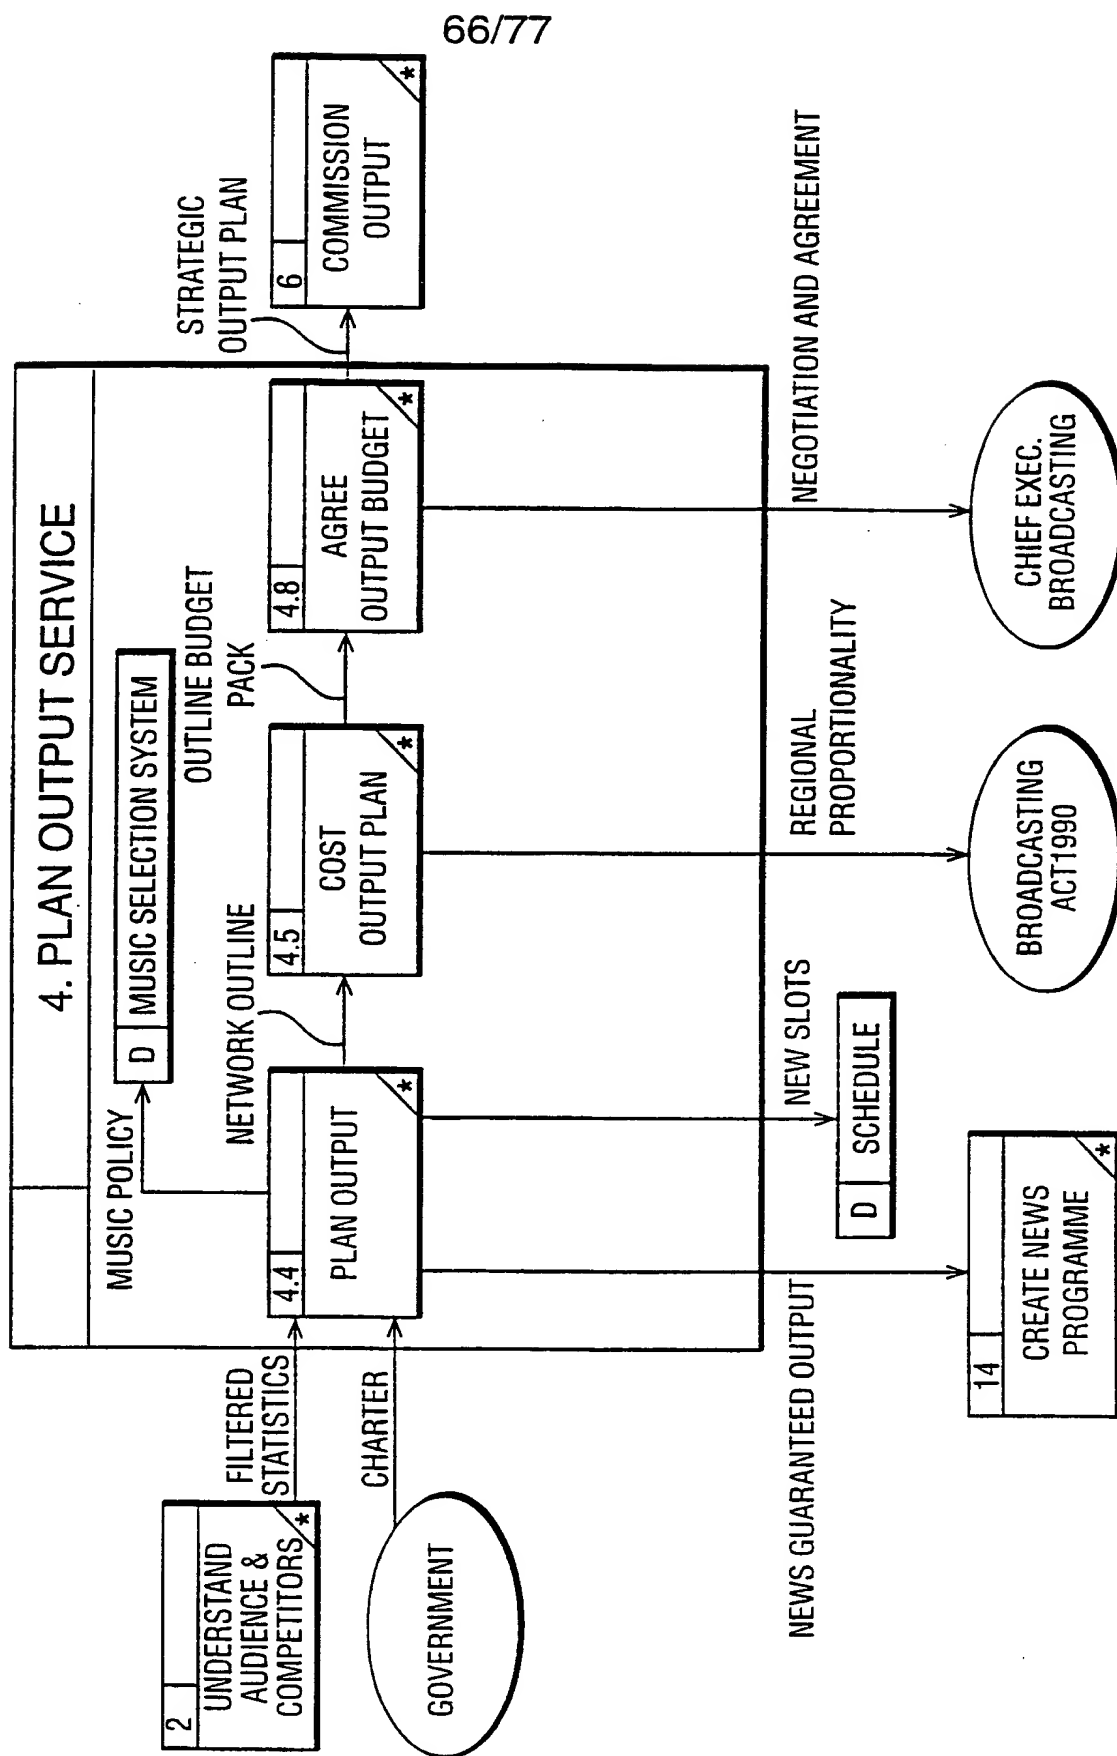 66/77
4. PLAN OUTPUT SERVICE
MUSIC POLICY
D
MUSIC SELECTION SYSTEM
2
UNDERSTAND
AUDIENCE &
COMPETITORS
*
FILTERED
STATISTICS
GOVERNMENT
CHARTER
4.4
PLAN OUTPUT
*
NETWORK OUTLINE
4.5
COST
OUTPUT PLAN
*
OUTLINE BUDGET
PACK
4.8
AGREE
OUTPUT BUDGET
*
STRATEGIC
OUTPUT PLAN
6
COMMISSION
OUTPUT
*
NEWS GUARANTEED OUTPUT
NEW SLOTS
REGIONAL
PROPORTIONALITY
NEGOTIATION AND AGREEMENT
D
SCHEDULE
14
CREATE NEWS
PROGRAMME
*
BROADCASTING
ACT1990
CHIEF EXEC.
BROADCASTING